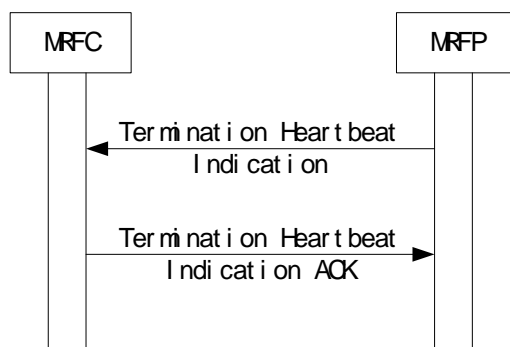 MRFC
MRFP
Termination Heartbeat
Indication
Termination Heartbeat
Indication ACK